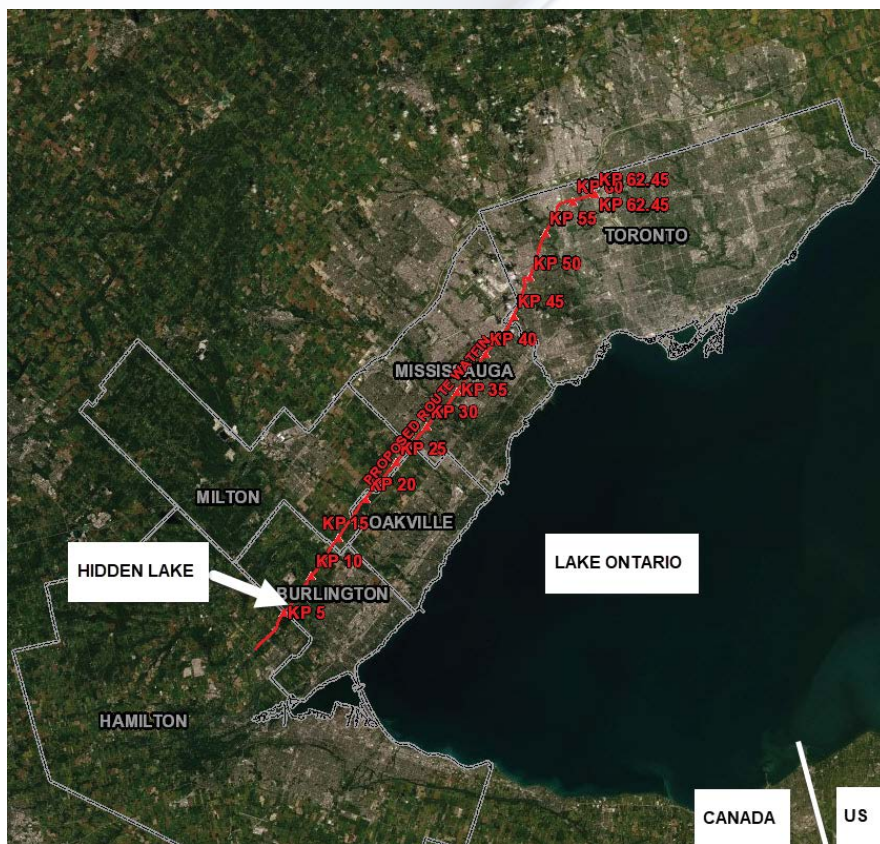 KP 62.45
KP 60
KP 62.45
KP 55
TORONTO
KP 50
KP 45
KP 40
MISSISSAUGA
KP 35
PROPOSED ROUTE
KP 30
KP 25
KP 20
MILTON
KP 15
OAKVILLE
KP 10
HIDDEN LAKE
LAKE ONTARIO
BURLINGTON
KP 5
HAMILTON
CANADA
US